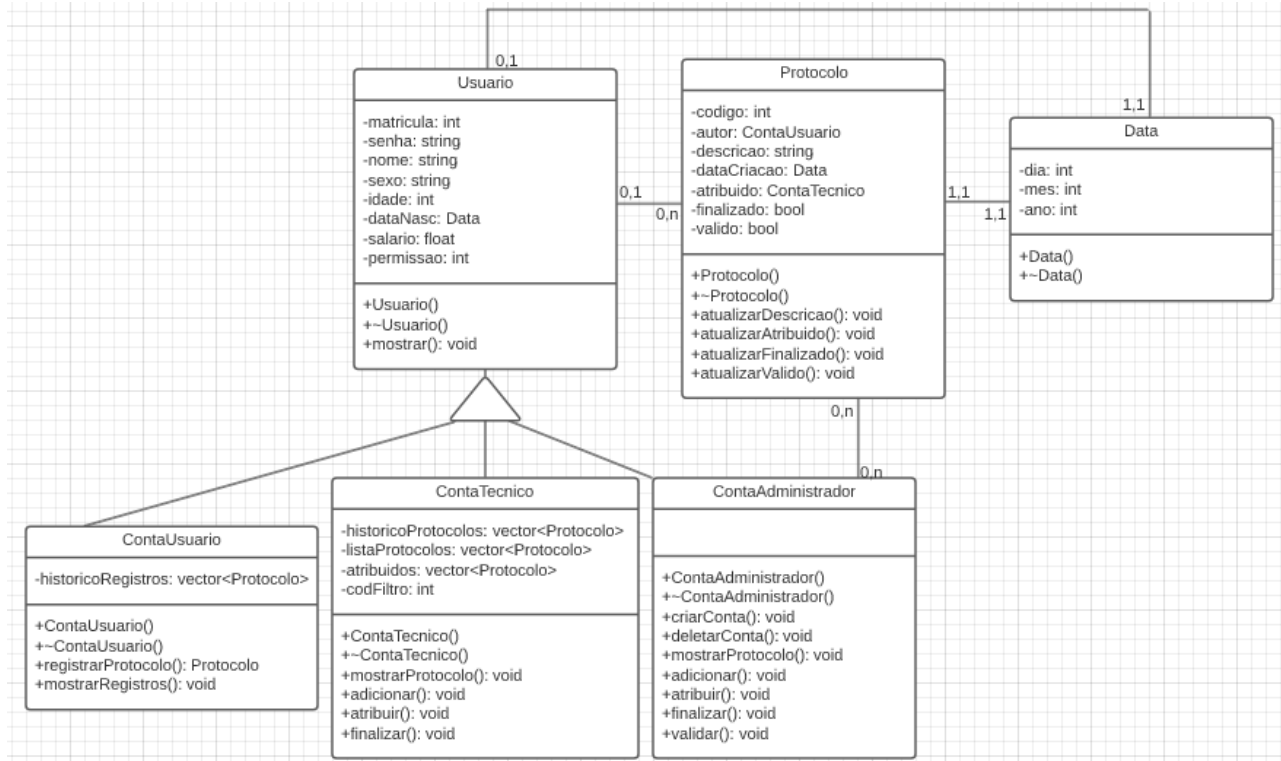 0,1
Usuario
-matricula: int
-senha: string
-nome: string
-sexo: string
-idade: int
-dataNasc: Data
-salario: float
-permissao: int
+Usuario()
+~Usuario()
+mostrar(): void
0,1
0,n
Protocolo
-codigo: int
-autor: ContaUsuario
-descricao: string
-dataCriacao: Data
-atribuido: ContaTecnico
-finalizado: bool
-valido: bool
+Protocolo()
+~Protocolo()
+atualizarDescricao(): void
+atualizarAtribuido(): void
+atualizarFinalizado(): void
+atualizarValido(): void
1,1
1,1
1,1
Data
-dia: int
-mes: int
-ano: int
+Data()
+~Data()
0,n
0,n
ContaUsuario
-historicoRegistros: vector<Protocolo>
+ContaUsuario()
+~ContaUsuario()
+registrarProtocolo(): Protocolo
+mostrarRegistros(): void
ContaTecnico
-historicoProtocolos: vector<Protocolo>
-listaProtocolos: vector<Protocolo>
-atribuidos: vector<Protocolo>
-codFiltro: int
+ContaTecnico()
+~ContaTecnico()
+mostrarProtocolo(): void
+adicionar(): void
+atribuir(): void
+finalizar(): void
ContaAdministrador
+ContaAdministrador()
+~ContaAdministrador()
+criarConta(): void
+deletarConta(): void
+mostrarProtocolo(): void
+adicionar(): void
+atribuir(): void
+finalizar(): void
+validar(): void